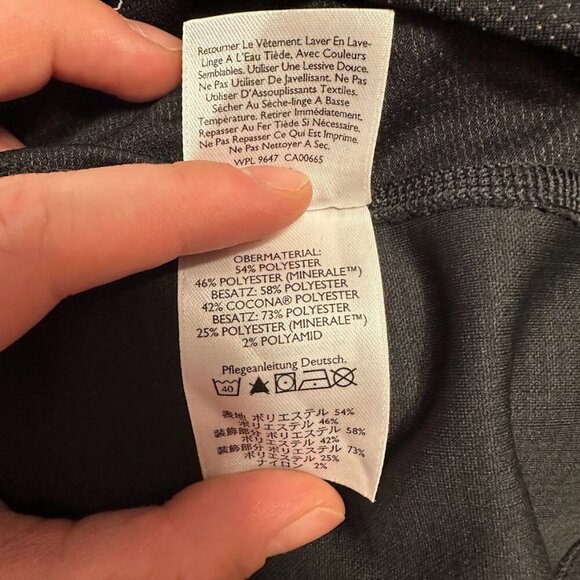 Retourner Le Vêtement. Laver En Lave-
Linge A L'Eau Tiède, Avec Couleurs
Semblables. Utiliser Une Lessive Douce.
Ne Pas Utiliser De Javellisant. Ne Pas
Utiliser D'Assouplissants Textiles.
Sécher Au Sèche-linge A Basse
Température. Retirer Immédiatement.
Repasser Au Fer Tiède Si Nécessaire.
Ne Pas Repasser Ce Qui Est Imprime.
Ne Pas Nettoyer A Sec.
WPL 9647 CA00665
OBERMATERIAL:
54% POLYESTER
46% POLYESTER (MINERALE™)
BESATZ: 58% POLYESTER
42% COCONA® POLYESTER
BESATZ: 73% POLYESTER
25% POLYESTER (MINERALE™)
2% POLYAMID
Pflegeanleitung Deutsch.
40
表地 ポリエステル 54%
ポリエステル 46%
装飾部分 ポリエステル 58%
ポリエステル 42%
装飾部分 ポリエステル 73%
ポリエステル 25%
ナイロン 2%